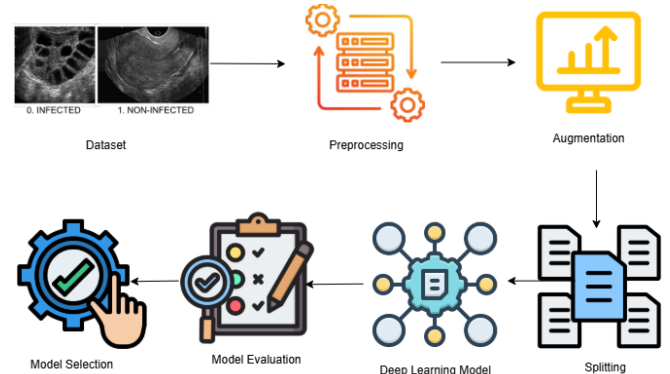 0. INFECTED
1. NON-INFECTED
Dataset
Preprocessing
Augmentation
Model Selection
Model Evaluation
Deep Learning Model
Splitting